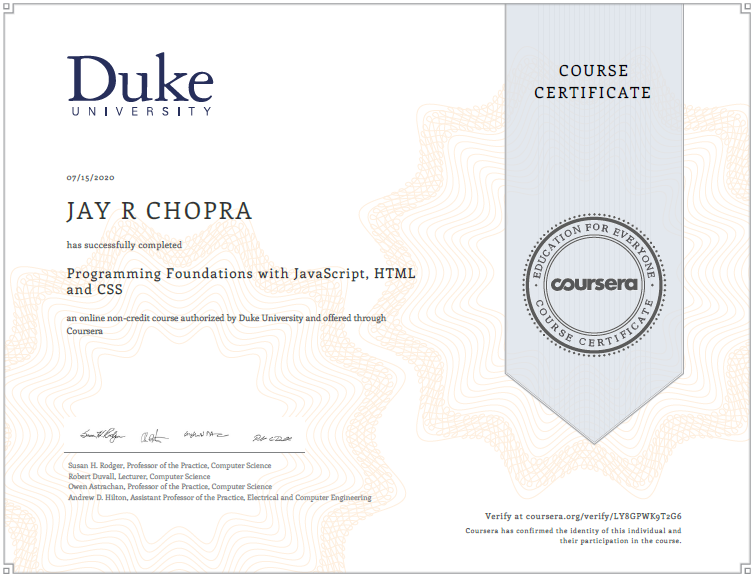 Duke
UNIVERSITY
COURSE
CERTIFICATE
07/15/2020
JAY R CHOPRA
has successfully completed
Programming Foundations with JavaScript, HTML
and CSS
an online non-credit course authorized by Duke University and offered through
Coursera
EDUCATION FOR EVERYONE
coursera
COURSE CERTIFICATE
Susan H. Rodger, Professor of the Practice, Computer Science
Robert Duvall, Lecturer, Computer Science
Owen Astrachan, Professor of the Practice, Computer Science
Andrew D. Hilton, Assistant Professor of the Practice, Electrical and Computer Engineering
Verify at coursera.org/verify/LY8GPWK9T2G6
Coursera has confirmed the identity of this individual and
their participation in the course.